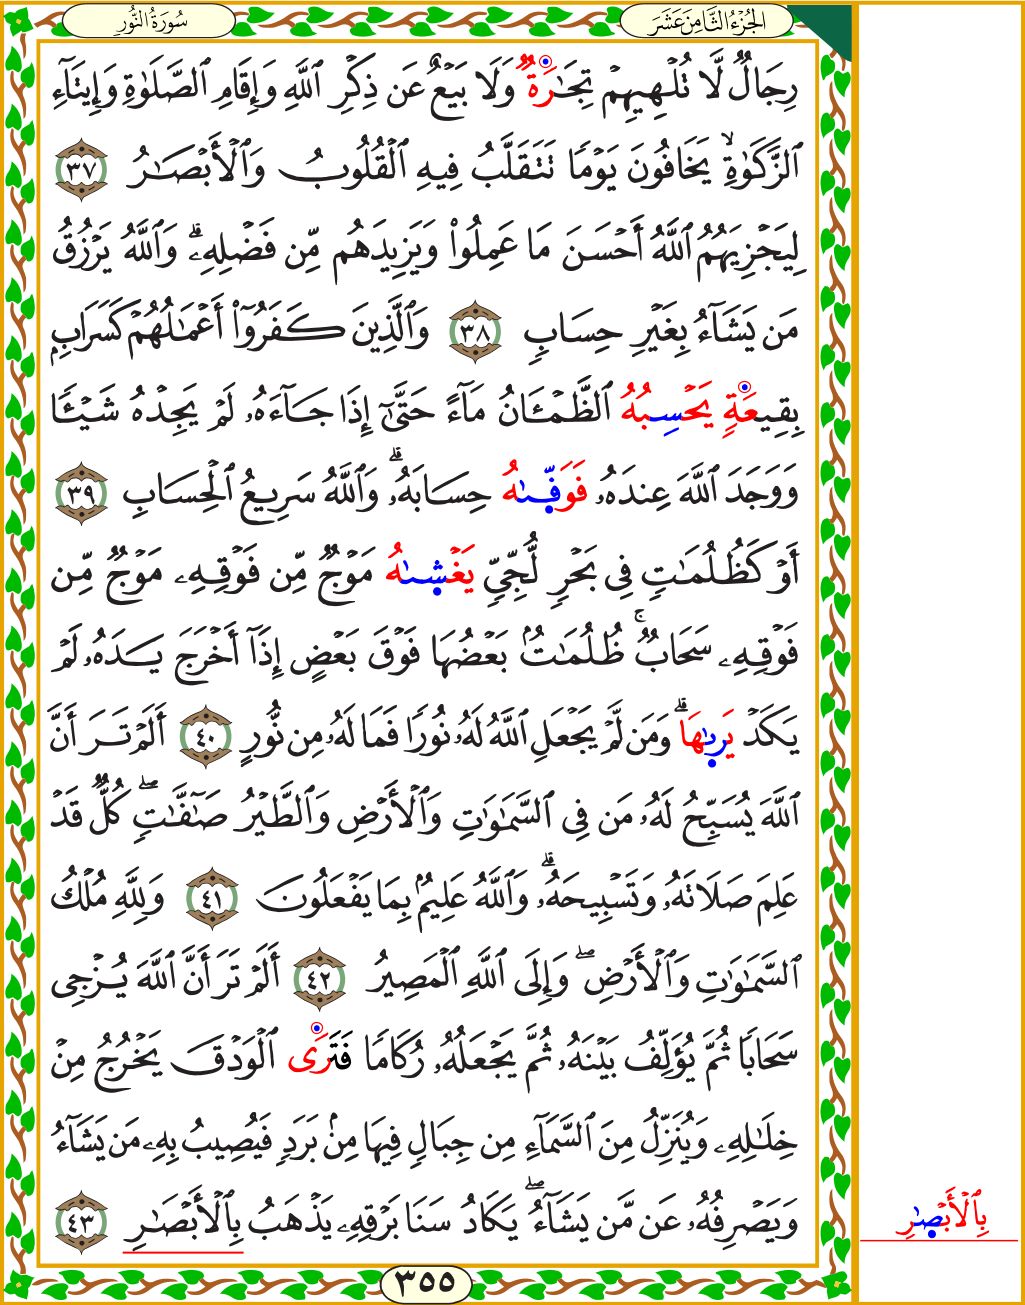 الجُزْءُ الثَّامِنَ عَشَرَ
سُورَةُ النُّورِ
رِجَالٌ لَّا تُلْهِيهِمْ تِجَٰرَةٌ وَلَا بَيْعٌ عَن ذِكْرِ ٱللَّهِ وَإِقَامِ ٱلصَّلَوٰةِ وَإِيتَآءِ
ٱلزَّكَوٰةِ ۙ يَخَافُونَ يَوْمًا تَتَقَلَّبُ فِيهِ ٱلْقُلُوبُ وَٱلْأَبْصَٰرُ ٣٧
لِيَجْزِيَهُمُ ٱللَّهُ أَحْسَنَ مَا عَمِلُوا۟ وَيَزِيدَهُم مِّن فَضْلِهِۦ ۗ وَٱللَّهُ يَرْزُقُ
مَن يَشَآءُ بِغَيْرِ حِسَابٍ ٣٨ وَٱلَّذِينَ كَفَرُوٓا۟ أَعْمَٰلُهُمْ كَسَرَابٍۭ
بِقِيعَةٍ يَحْسِبُهُ ٱلظَّمْـَٔانُ مَآءً حَتَّىٰٓ إِذَا جَآءَهُۥ لَمْ يَجِدْهُ شَيْـًٔا
وَوَجَدَ ٱللَّهَ عِندَهُۥ فَوَفَّىٰهُ حِسَابَهُۥ ۗ وَٱللَّهُ سَرِيعُ ٱلْحِسَابِ ٣٩
أَوْ كَظُلُمَٰتٍ فِى بَحْرٍ لُّجِّىٍّ يَغْشَىٰهُ مَوْجٌ مِّن فَوْقِهِۦ مَوْجٌ مِّن
فَوْقِهِۦ سَحَابٌ ۚ ظُلُمَٰتٌۢ بَعْضُهَا فَوْقَ بَعْضٍ إِذَآ أَخْرَجَ يَدَهُۥ لَمْ
يَكَدْ يَرَىٰهَا ۗ وَمَن لَّمْ يَجْعَلِ ٱللَّهُ لَهُۥ نُورًا فَمَا لَهُۥ مِن نُّورٍ ٤٠ أَلَمْ تَرَ أَنَّ
ٱللَّهَ يُسَبِّحُ لَهُۥ مَن فِى ٱلسَّمَٰوَٰتِ وَٱلْأَرْضِ وَٱلطَّيْرُ صَٰٓفَّٰتٍ ۖ كُلٌّ قَدْ
عَلِمَ صَلَاتَهُۥ وَتَسْبِيحَهُۥ ۗ وَٱللَّهُ عَلِيمٌۢ بِمَا يَفْعَلُونَ ٤١ وَلِلَّهِ مُلْكُ
ٱلسَّمَٰوَٰتِ وَٱلْأَرْضِ ۖ وَإِلَى ٱللَّهِ ٱلْمَصِيرُ ٤٢ أَلَمْ تَرَ أَنَّ ٱللَّهَ يُزْجِى
سَحَابًا ثُمَّ يُؤَلِّفُ بَيْنَهُۥ ثُمَّ يَجْعَلُهُۥ رُكَامًا فَتَرَى ٱلْوَدْقَ يَخْرُجُ مِنْ
خِلَٰلِهِۦ وَيُنَزِّلُ مِنَ ٱلسَّمَآءِ مِن جِبَالٍ فِيهَا مِنۢ بَرَدٍ فَيُصِيبُ بِهِۦ مَن يَشَآءُ
وَيَصْرِفُهُۥ عَن مَّن يَشَآءُ ۖ يَكَادُ سَنَا بَرْقِهِۦ يَذْهَبُ بِٱلْأَبْصَٰرِ ٤٣
بِٱلْأَبْصَٰرِ
٣٥٥